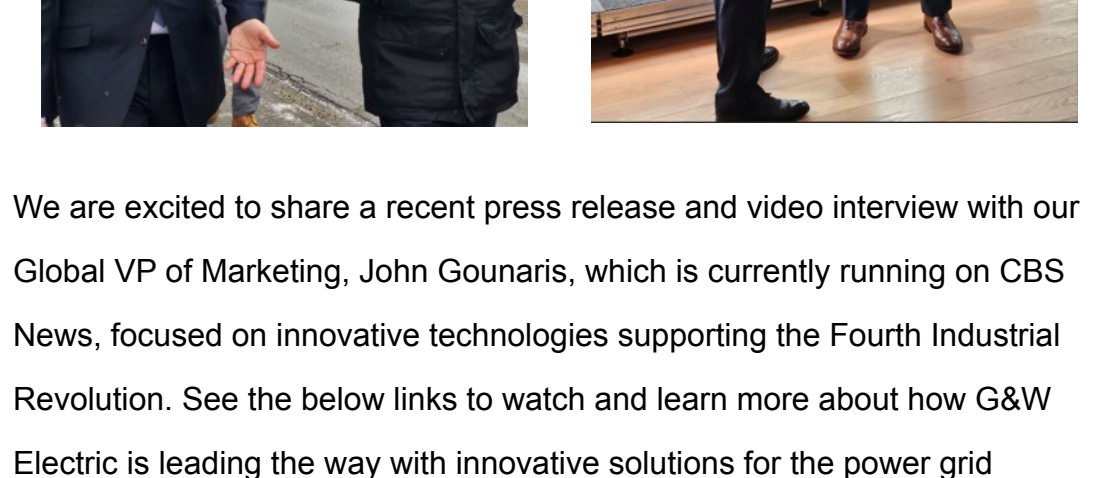 We are excited to share a recent press release and video interview with our
Global VP of Marketing, John Gounaris, which is currently running on CBS
News, focused on innovative technologies supporting the Fourth Industrial
Revolution. See the below links to watch and learn more about how G&W
Electric is leading the way with innovative solutions for the power grid